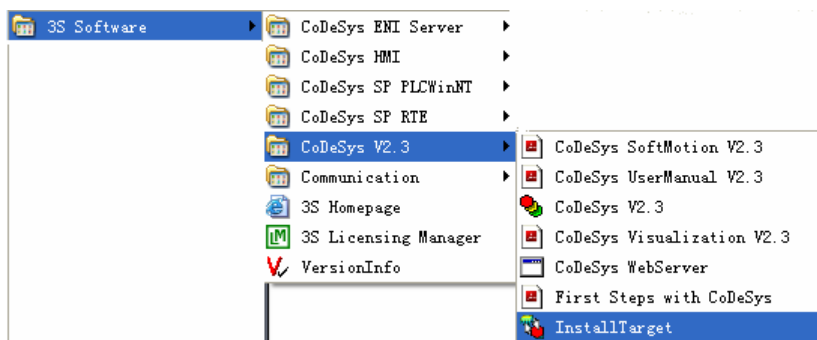 3S Software
CoDeSys ENI Server
CoDeSys HMI
CoDeSys SP PLCWinNT
CoDeSys SP RTE
CoDeSys V2.3
Communication
3S Homepage
3S Licensing Manager
VersionInfo
CoDeSys SoftMotion V2.3
CoDeSys UserManual V2.3
CoDeSys V2.3
CoDeSys Visualization V2.3
CoDeSys WebServer
First Steps with CoDeSys
InstallTarget